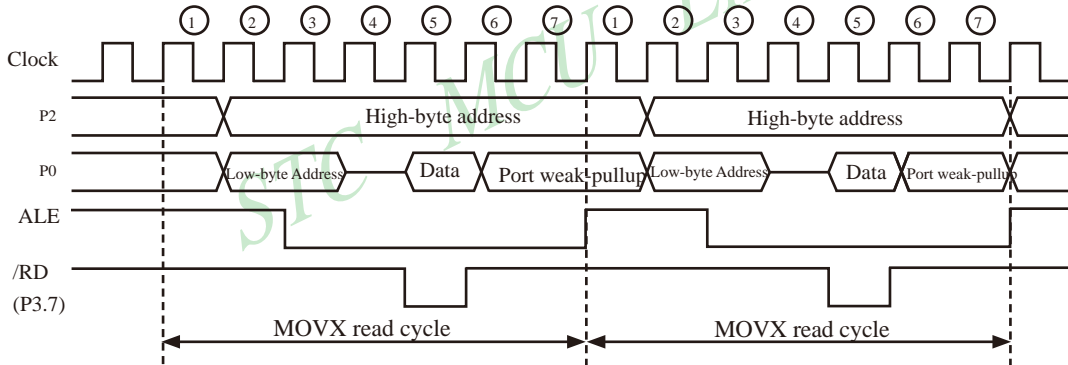 1 2 3 4 5 6 7 1 2 3 4 5 6 7
Clock
P2 High-byte address High-byte address
P0 Low-byte Address Data Port weak-pullup Low-byte Address Data Port weak-pullup
ALE
/RD
(P3.7)
MOVX read cycle MOVX read cycle
STC MCU